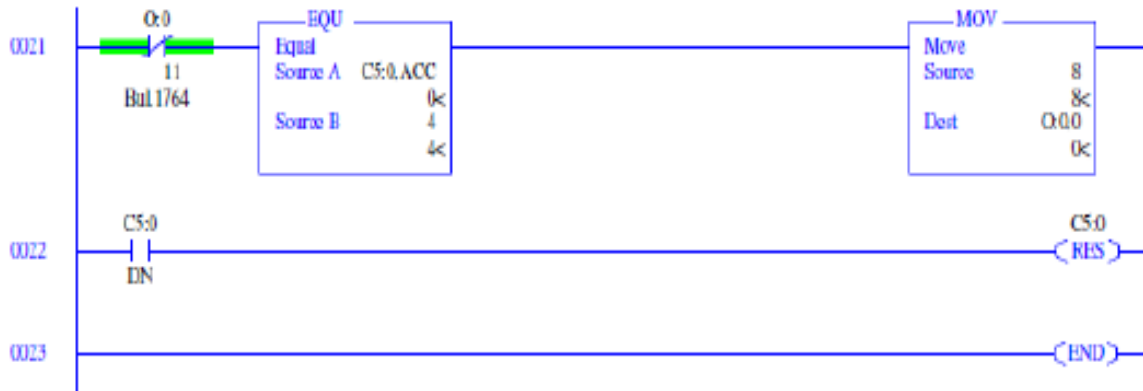 O:0
EQU
MOV
0021
Equal
Move
11
Source A C5:0.ACC
Source 8
Bul.1764
0<
8<
Source B 4
Dest O:0.0
4<
0<
C5:0
C5:0
0022
RES
DN
0023
END